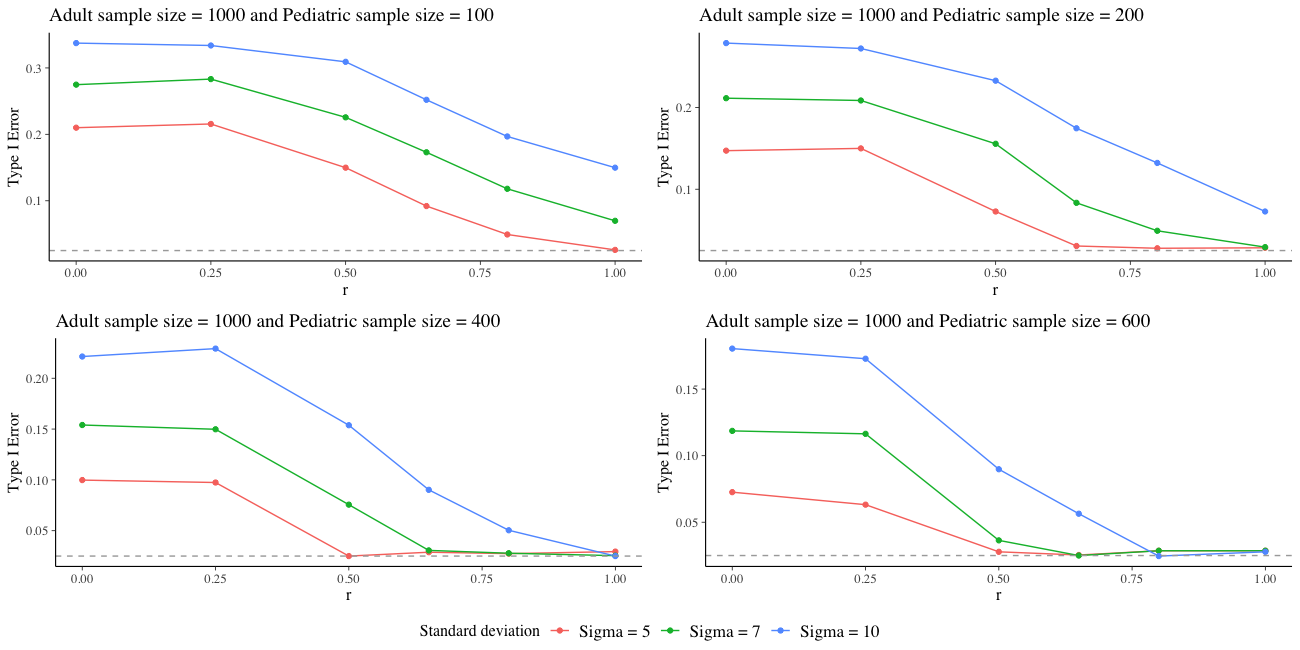 Adult sample size = 1000 and Pediatric sample size = 100
Type I Error
0.3
0.2
0.1
0.00 0.25 0.50 0.75 1.00
r
Adult sample size = 1000 and Pediatric sample size = 200
Type I Error
0.2
0.1
0.00 0.25 0.50 0.75 1.00
r
Adult sample size = 1000 and Pediatric sample size = 400
Type I Error
0.20
0.15
0.10
0.05
0.00 0.25 0.50 0.75 1.00
r
Adult sample size = 1000 and Pediatric sample size = 600
Type I Error
0.15
0.10
0.05
0.00 0.25 0.50 0.75 1.00
r
Standard deviation Sigma = 5 Sigma = 7 Sigma = 10